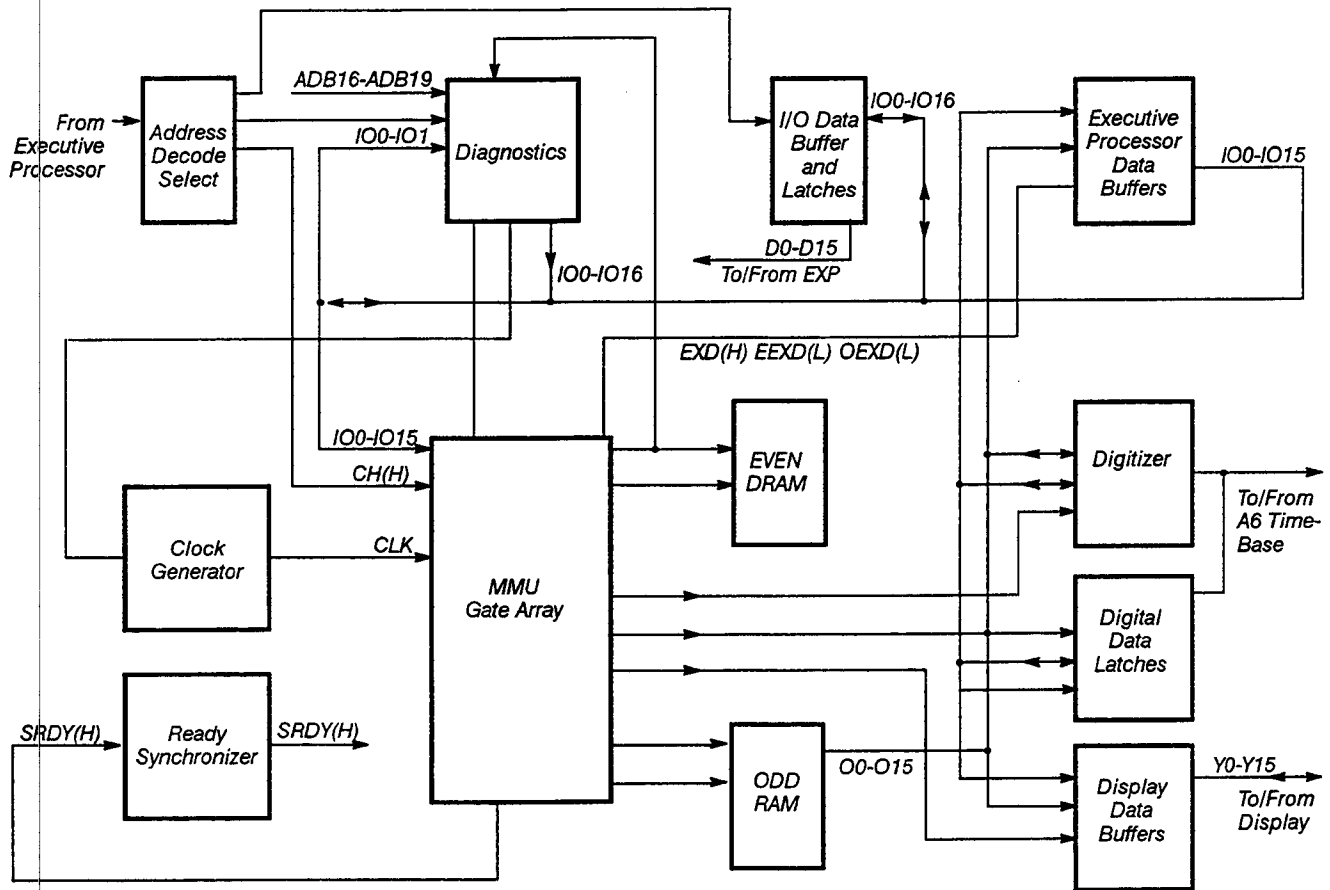 From
Executive
Processor
Address
Decode
Select
ADB16-ADB19
IO0-IO1
Diagnostics
I/O Data
Buffer
and
Latches
IO0-IO16
Executive
Processor
Data
Buffers
IO0-IO15
D0-D15
To/From EXP
IO0-IO16
EXD(H) EEXD(L) OEXD(L)
IO0-IO15
CH(H)
CLK
Clock
Generator
MMU
Gate Array
EVEN
DRAM
Digitizer
To/From
A6 Time-
Base
Digital
Data
Latches
SRDY(H)
Ready
Synchronizer
SRDY(H)
ODD
RAM
O0-O15
Display
Data
Buffers
Y0-Y15
To/From
Display